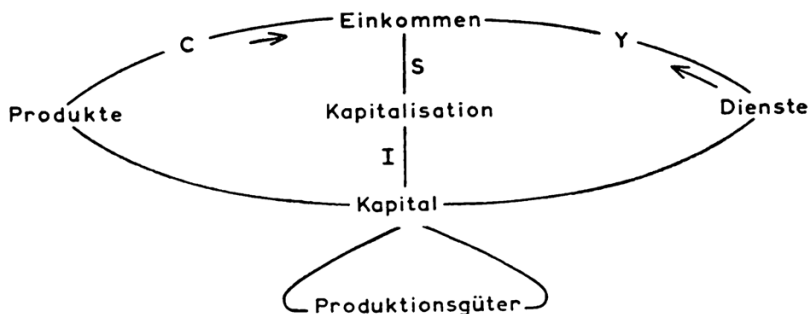 Einkommen
C
Y
S
Produkte
Kapitalisation
Dienste
I
Kapital
Produktionsgüter